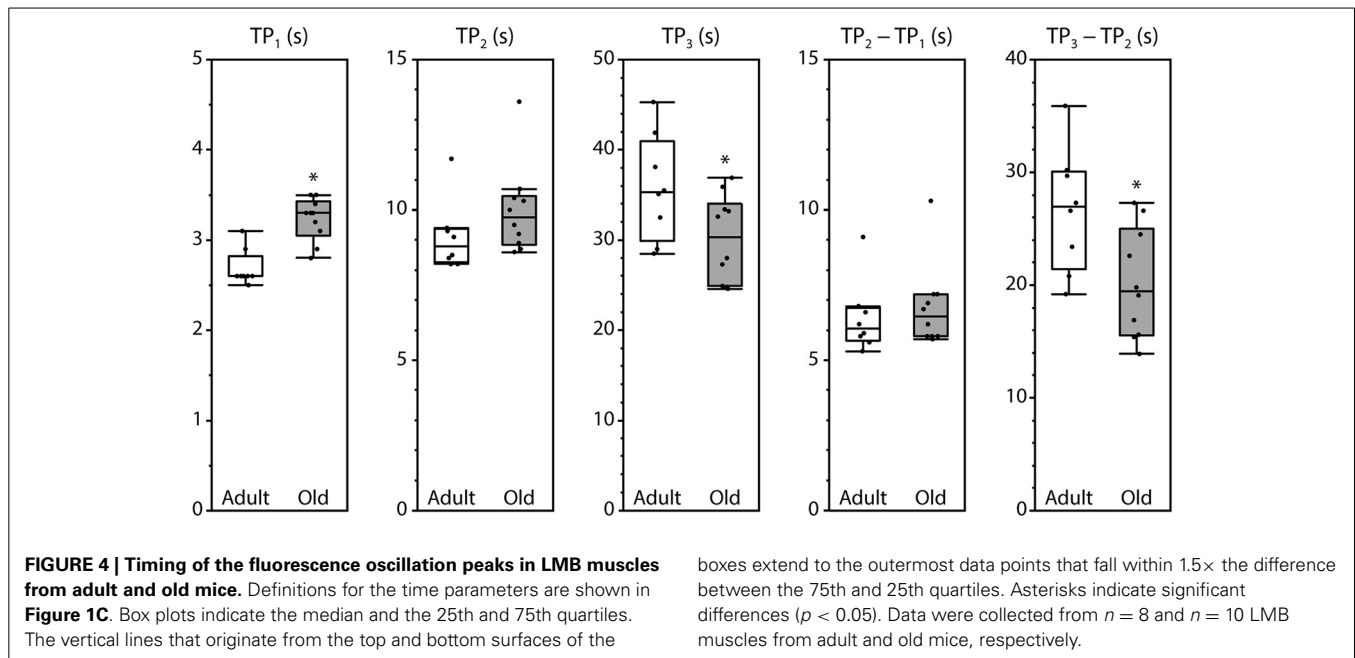 TP₁ (s) TP₂ (s) TP₃ (s) TP₂ – TP₁ (s) TP₃ – TP₂ (s)
5 15 50 15 40
4 40 30
* * *
3 10 30 10 20
2 20
1 5 10 5 10
0 0 0 0 0
Adult Old Adult Old Adult Old Adult Old Adult Old
FIGURE 4 | Timing of the fluorescence oscillation peaks in LMB muscles
from adult and old mice. Definitions for the time parameters are shown in
Figure 1C. Box plots indicate the median and the 25th and 75th quartiles.
The vertical lines that originate from the top and bottom surfaces of the
boxes extend to the outermost data points that fall within 1.5× the difference
between the 75th and 25th quartiles. Asterisks indicate significant
differences (p < 0.05). Data were collected from n = 8 and n = 10 LMB
muscles from adult and old mice, respectively.